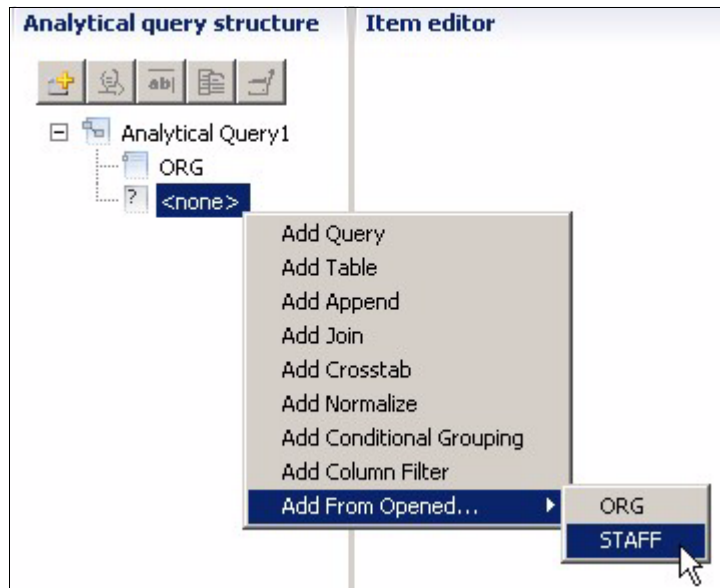 Analytical query structure
Item editor
ab|
Analytical Query1
ORG
? <none>
Add Query
Add Table
Add Append
Add Join
Add Crosstab
Add Normalize
Add Conditional Grouping
Add Column Filter
Add From Opened...
ORG
STAFF